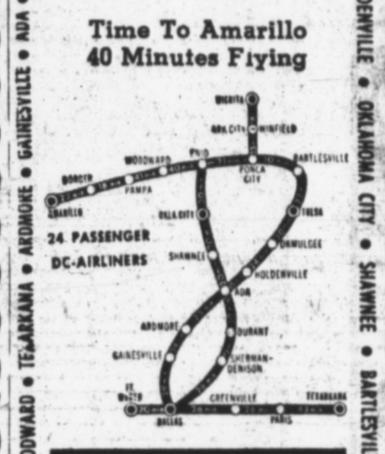 Time To Amarillo
40 Minutes Flying
WICHITA
ARK CITY WINFIELD
ENID
WOODWARD
BARTLESVILLE
PONCA
CITY
BORGER
PAMPA
AMARILLO
OKLA CITY
TULSA
24 PASSENGER
DC-AIRLINERS
OKMULGEE
SHAWNEE
HOLDENVILLE
ADA
ARDMORE
DURANT
GAINESVILLE
SHERMAN-
DENISON
FT.
WORTH
GREENVILLE
TEXARKANA
DALLAS
PARIS
DWARD • TEXARKANA • ARDMORE • GAINESVILLE • ADA •
DENVILLE • OKLAHOMA CITY • SHAWNEE • BARTLESVIL